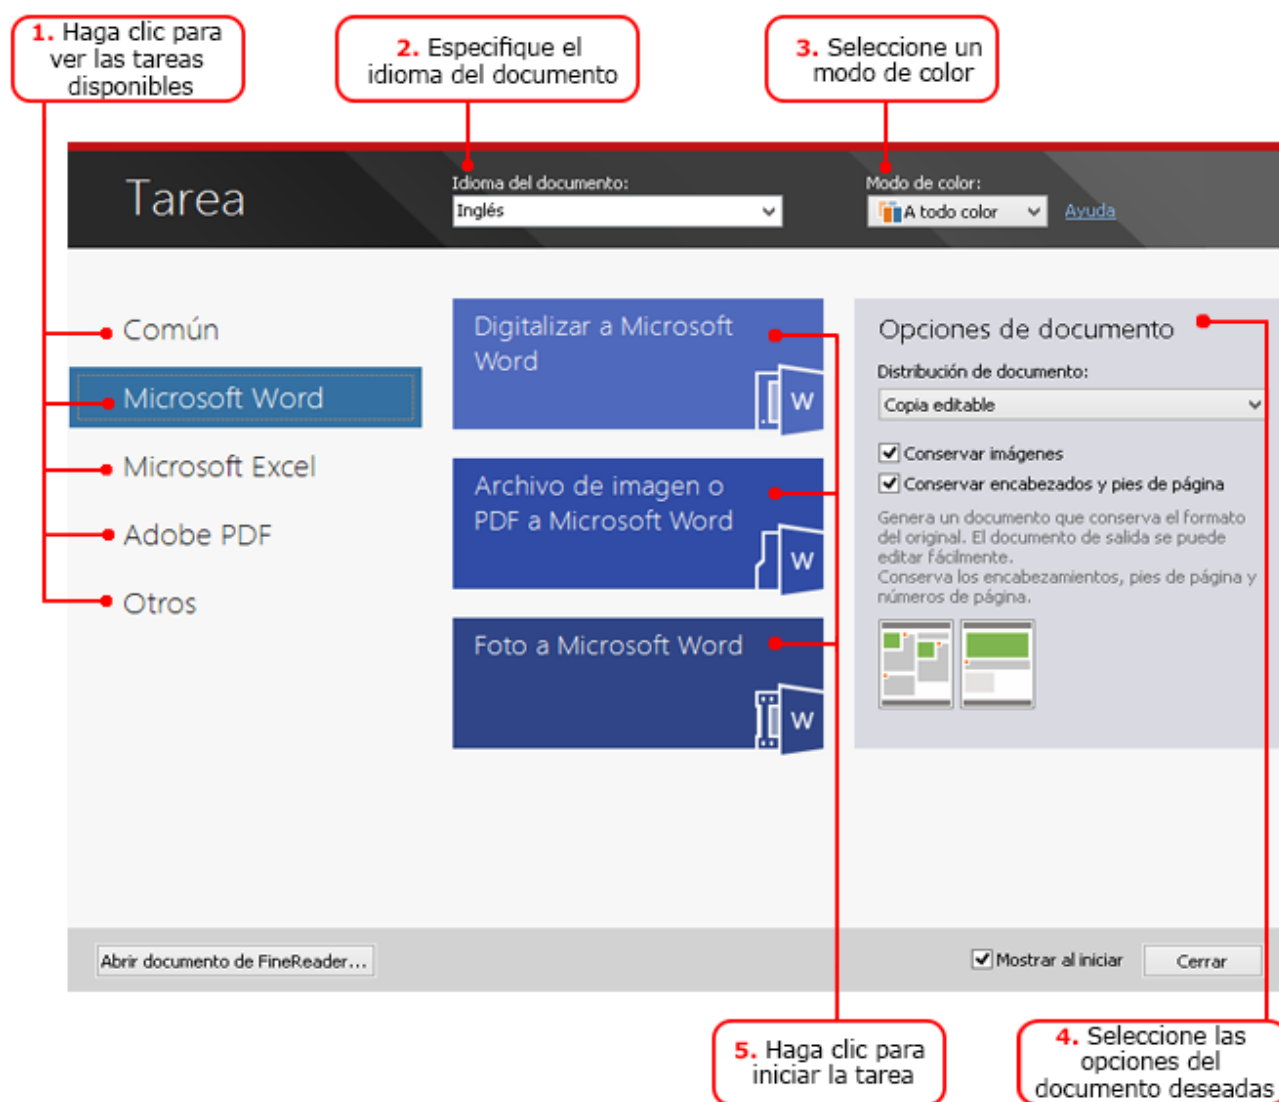 1. Haga clic para
ver las tareas
disponibles
2. Especifique el
idioma del documento
3. Seleccione un
modo de color
Tarea
Idioma del documento:
Inglés
Modo de color:
A todo color
Ayuda
Común
Microsoft Word
Microsoft Excel
Adobe PDF
Otros
Digitalizar a Microsoft
Word
W
Archivo de imagen o
PDF a Microsoft Word
W
Foto a Microsoft Word
W
Opciones de documento
Distribución de documento:
Copia editable
Conservar imágenes
Conservar encabezados y pies de página
Genera un documento que conserva el formato
del original. El documento de salida se puede
editar fácilmente.
Conserva los encabezamientos, pies de página y
números de página.
Abrir documento de FineReader...
Mostrar al iniciar
Cerrar
5. Haga clic para
iniciar la tarea
4. Seleccione las
opciones del
documento deseadas